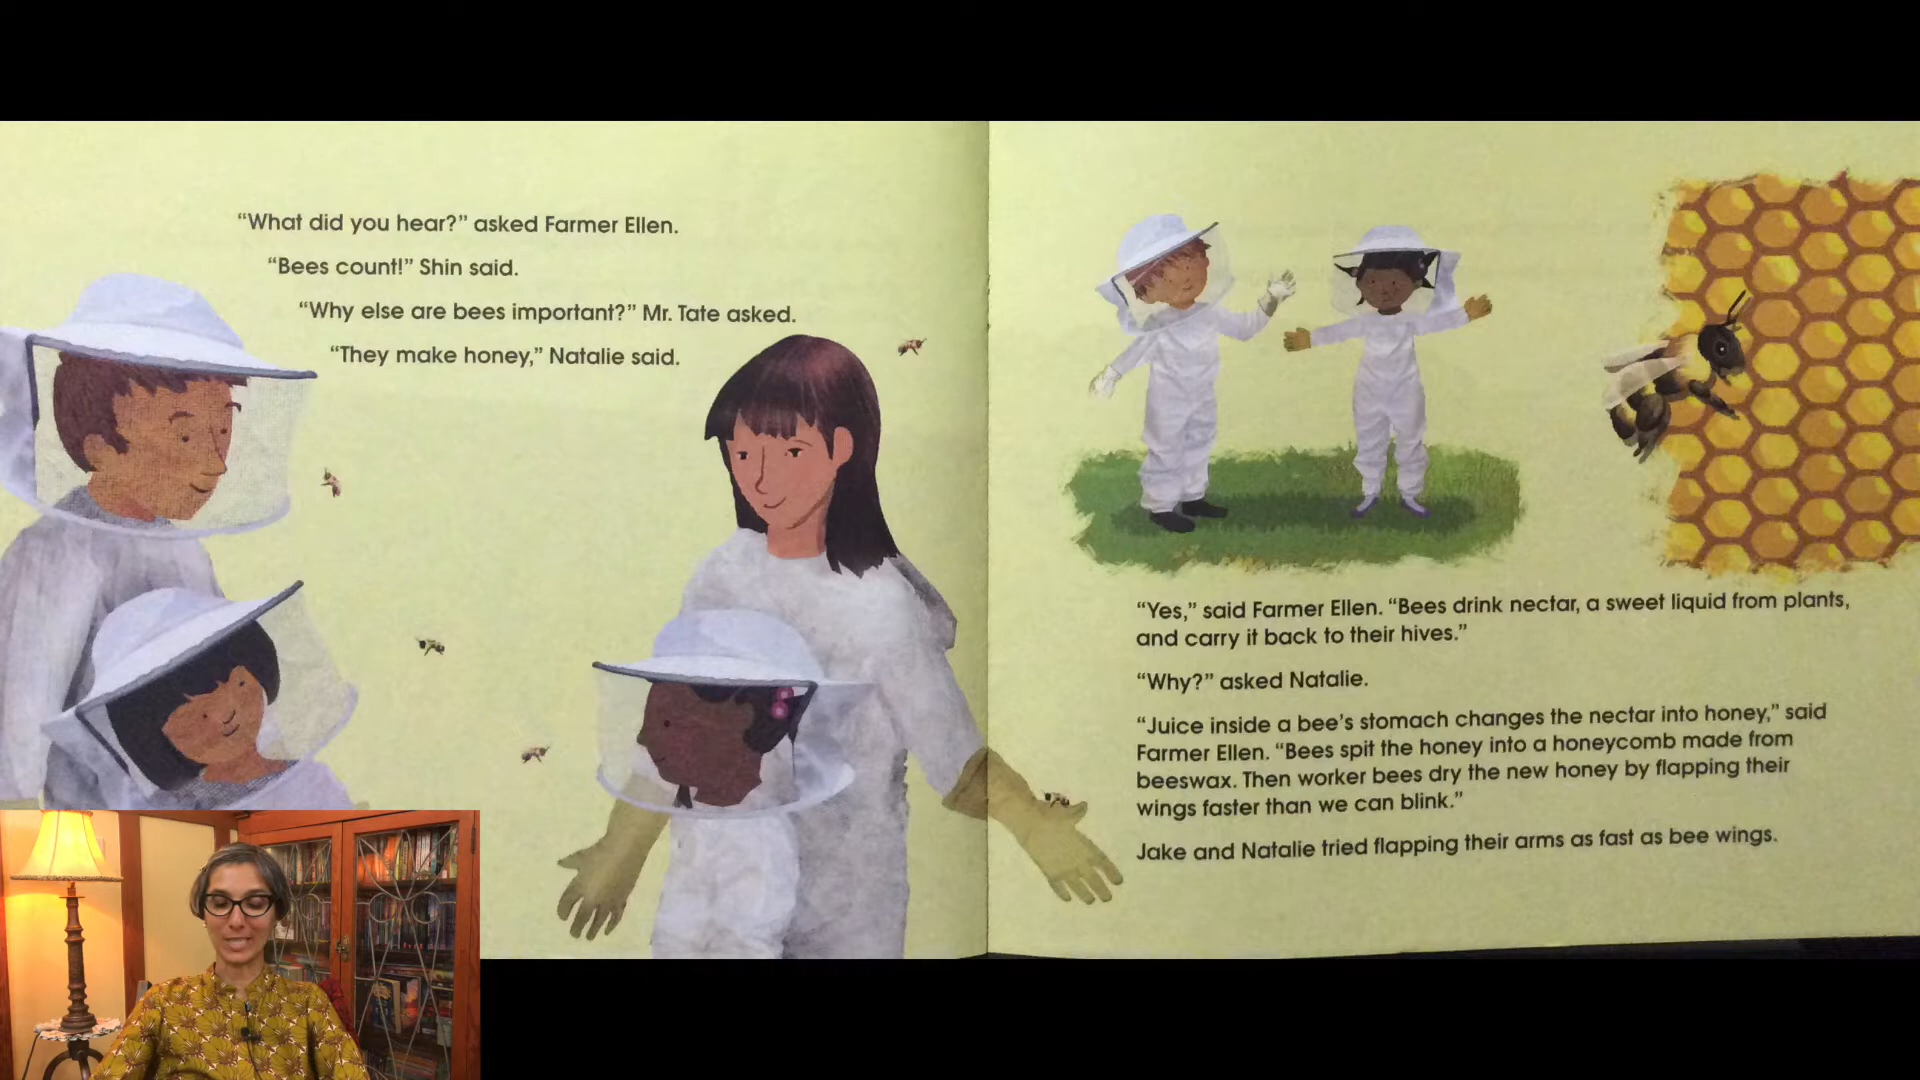 “What did you hear?” asked Farmer Ellen.
“Bees count!” Shin said.
“Why else are bees important?” Mr. Tate asked.
“They make honey,” Natalie said.
“Yes,” said Farmer Ellen. “Bees drink nectar, a sweet liquid from plants,
and carry it back to their hives.”
“Why?” asked Natalie.
“Juice inside a bee’s stomach changes the nectar into honey,” said
Farmer Ellen. “Bees spit the honey into a honeycomb made from
beeswax. Then worker bees dry the new honey by flapping their
wings faster than we can blink.”
Jake and Natalie tried flapping their arms as fast as bee wings.